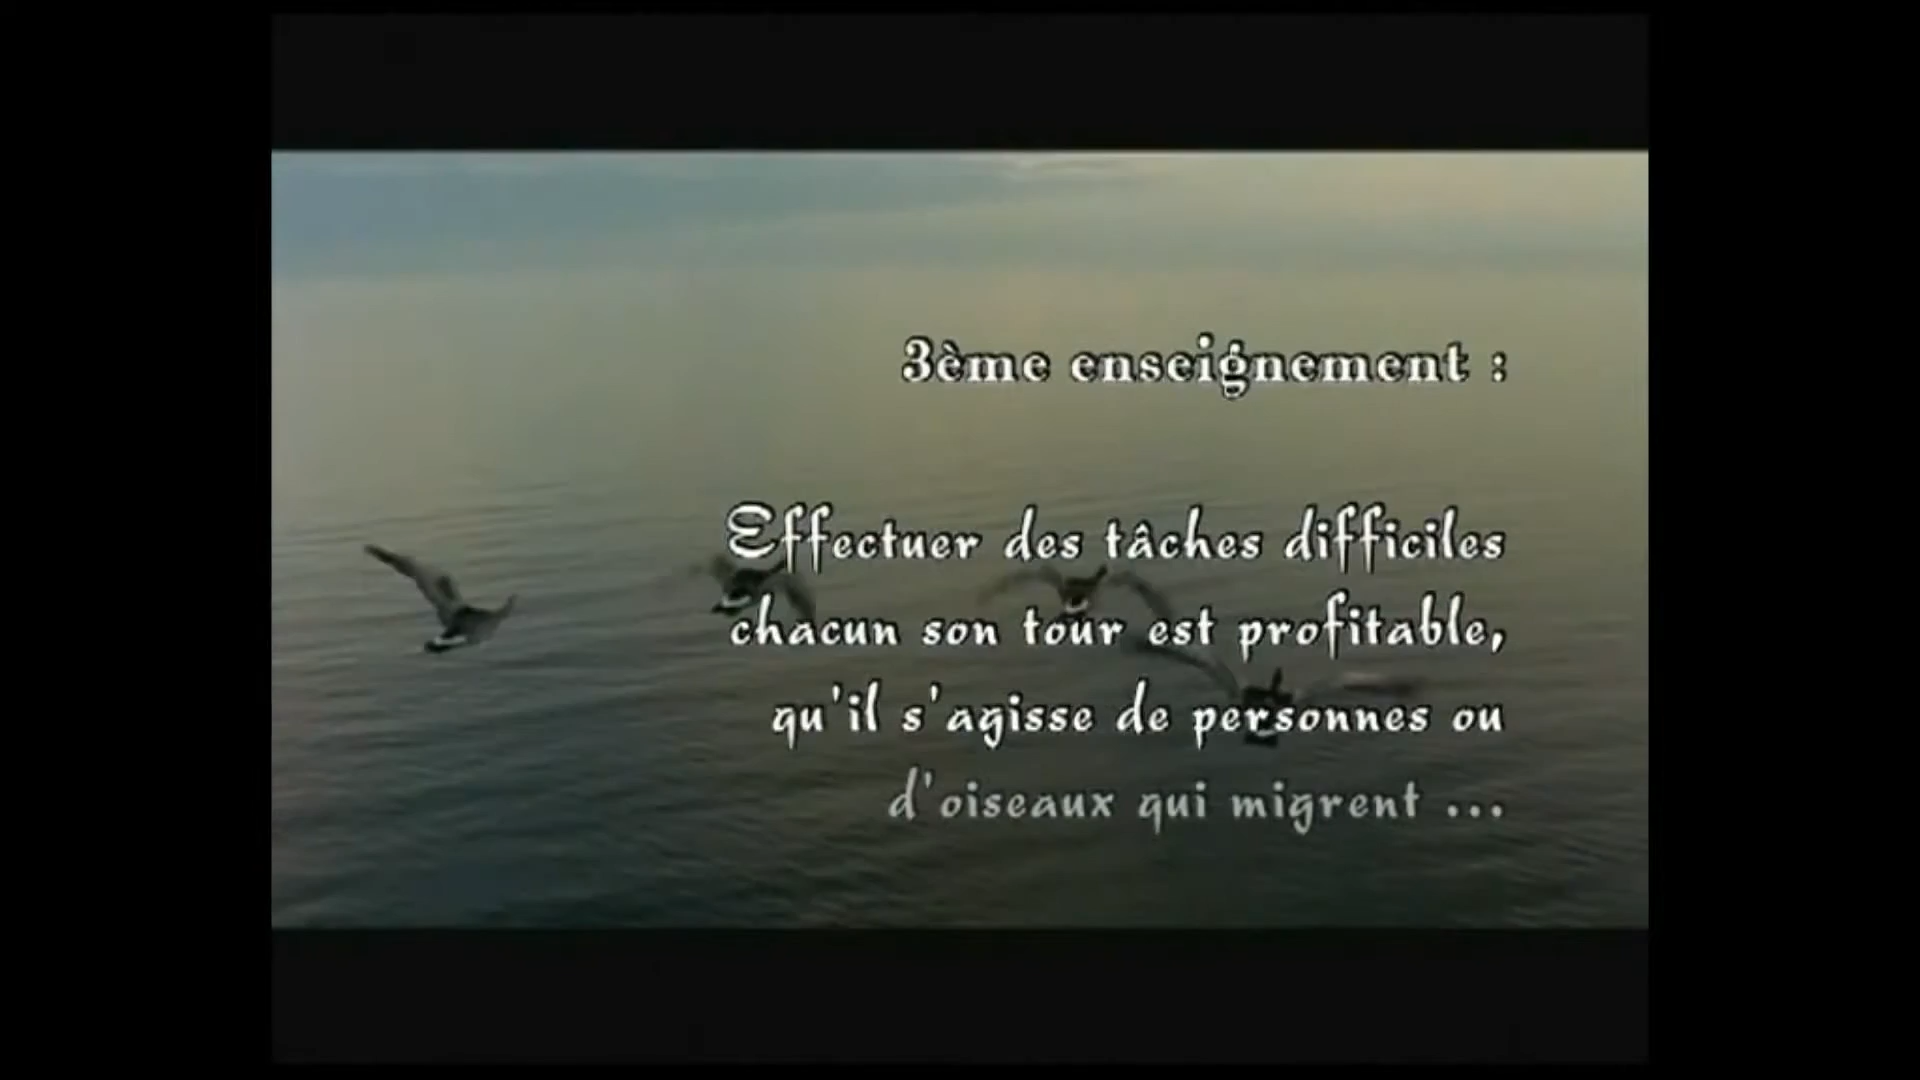 3ème enseignement :
Effectuer des tâches difficiles
chacun son tour est profitable,
qu'il s'agisse de personnes ou
d'oiseaux qui migrent ...